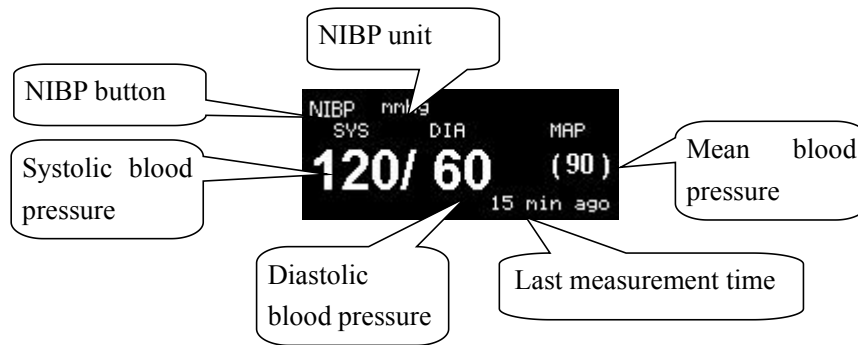 NIBP unit
NIBP button
NIBP mmHg
SYS DIA MAP
120/ 60 (90)
15 min ago
Systolic blood
pressure
Mean blood
pressure
Diastolic
blood pressure
Last measurement time